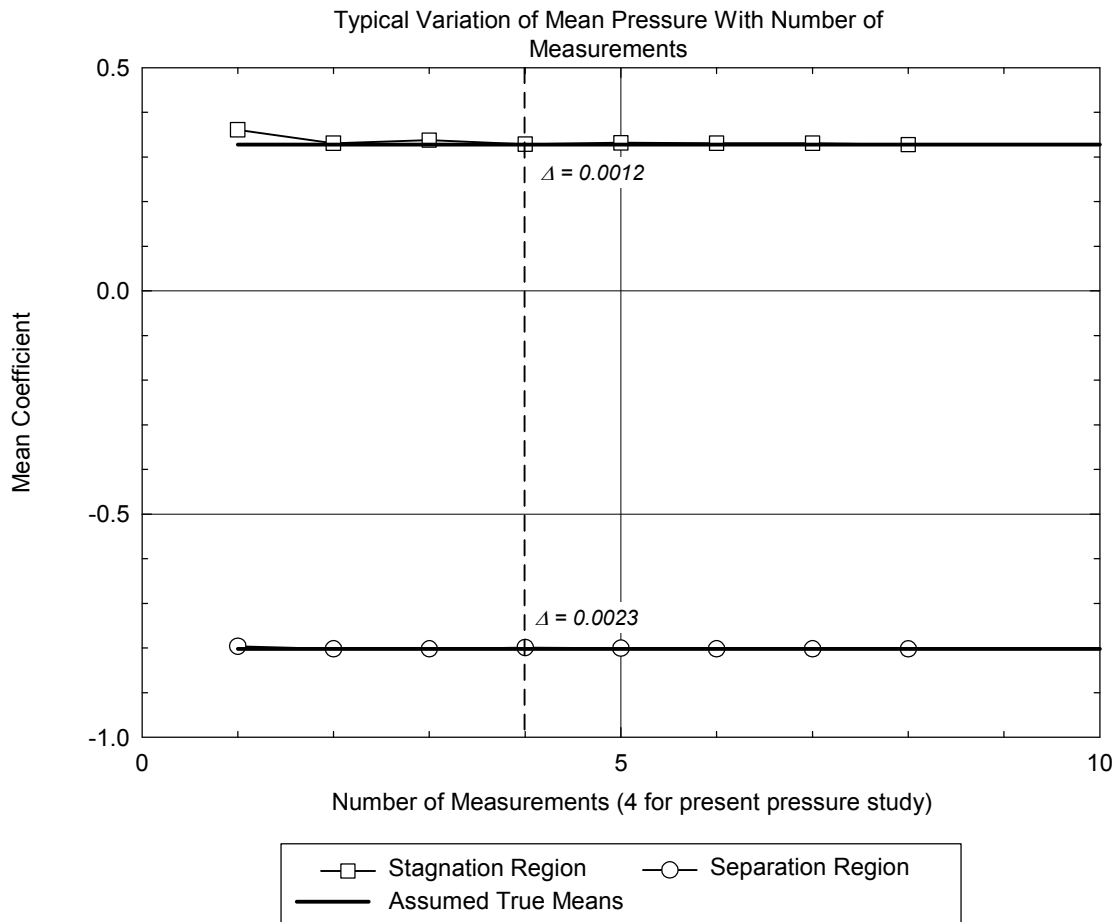 Typical Variation of Mean Pressure With Number of
Measurements
0.5
Δ = 0.0012
0.0
Mean Coefficient
-0.5
Δ = 0.0023
-1.0
0
5
10
Number of Measurements (4 for present pressure study)
Stagnation Region
Separation Region
Assumed True Means